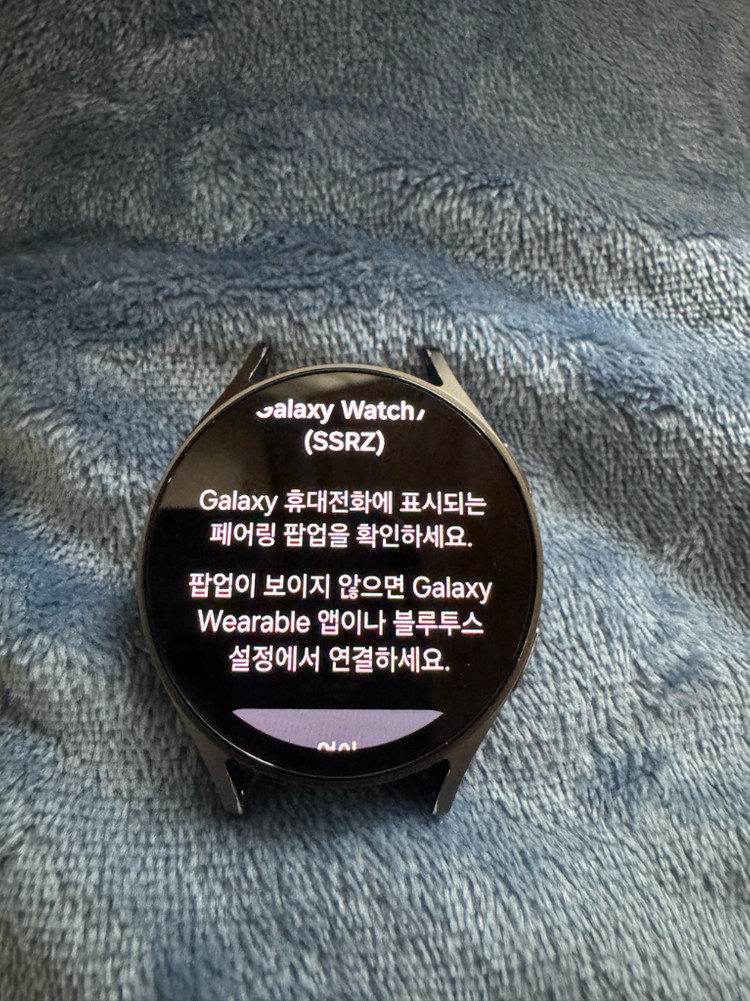 Galaxy Watch7
(SSRZ)
Galaxy 휴대전화에 표시되는
페어링 팝업을 확인하세요.
팝업이 보이지 않으면 Galaxy
Wearable 앱이나 블루투스
설정에서 연결하세요.